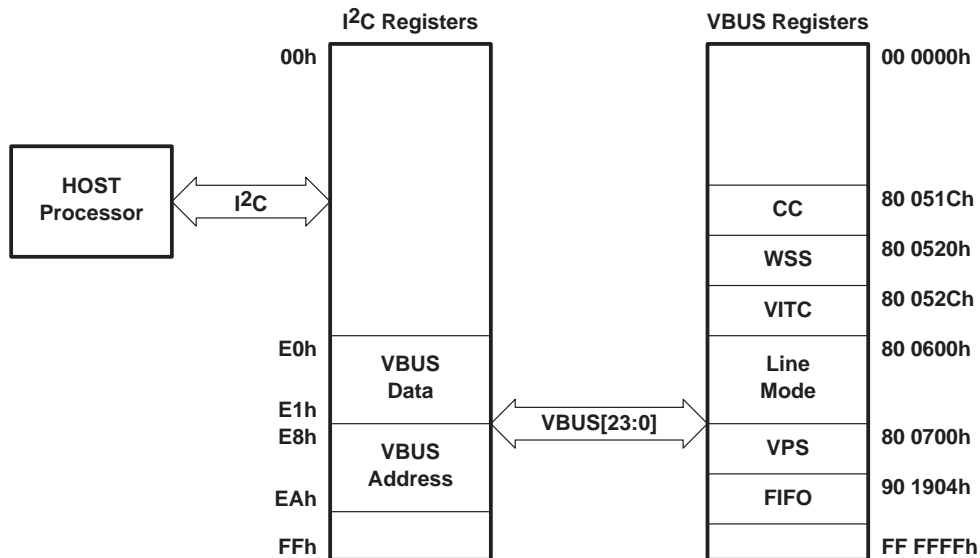 I2C Registers
VBUS Registers
00h
00 0000h
HOST
Processor
I2C
CC
80 051Ch
WSS
80 0520h
VITC
80 052Ch
E0h
VBUS
Data
E1h
Line
Mode
80 0600h
VBUS[23:0]
E8h
VBUS
Address
EAh
VPS
80 0700h
FIFO
90 1904h
FFh
FF FFFFh